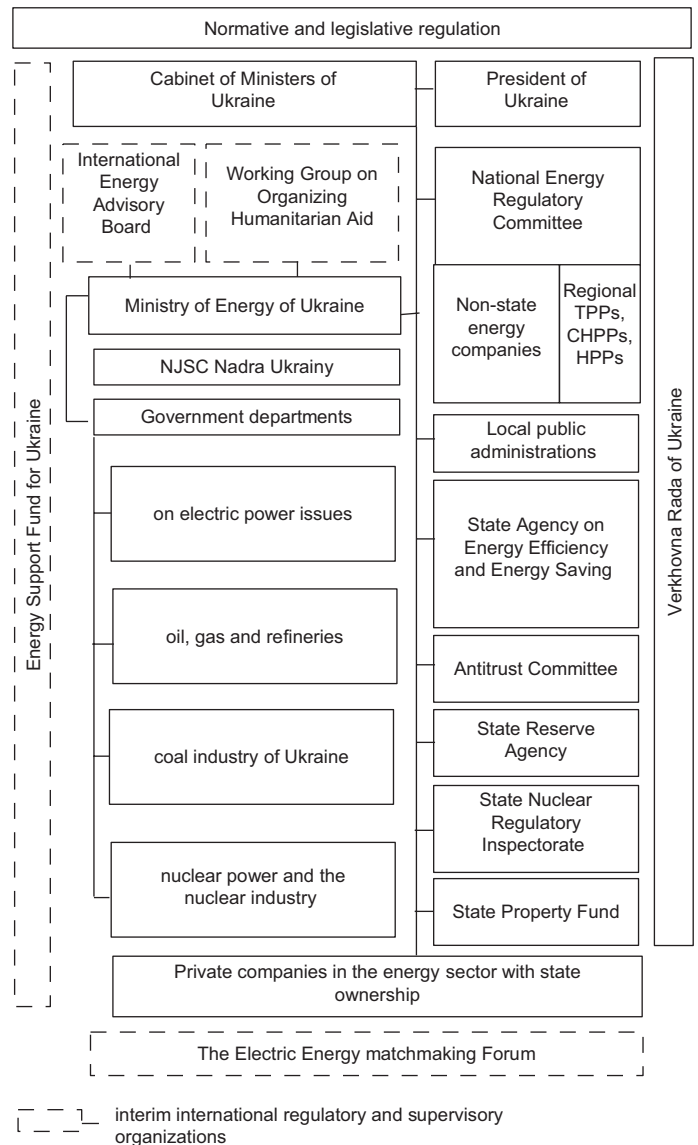 Normative and legislative regulation
Energy Support Fund for Ukraine
Cabinet of Ministers of
Ukraine
President of
Ukraine
Verkhovna Rada of Ukraine
International
Energy
Advisory
Board
Working Group on
Organizing
Humanitarian Aid
National Energy
Regulatory
Committee
Ministry of Energy of Ukraine
Non-state
energy
companies
Regional
TPPs,
CHPPs,
HPPs
NJSC Nadra Ukrainy
Government departments
Local public
administrations
on electric power issues
State Agency on
Energy Efficiency
and Energy Saving
oil, gas and refineries
Antitrust Committee
coal industry of Ukraine
State Reserve
Agency
State Nuclear
Regulatory
Inspectorate
nuclear power and the
nuclear industry
State Property Fund
Private companies in the energy sector with state
ownership
The Electric Energy matchmaking Forum
interim international regulatory and supervisory
organizations